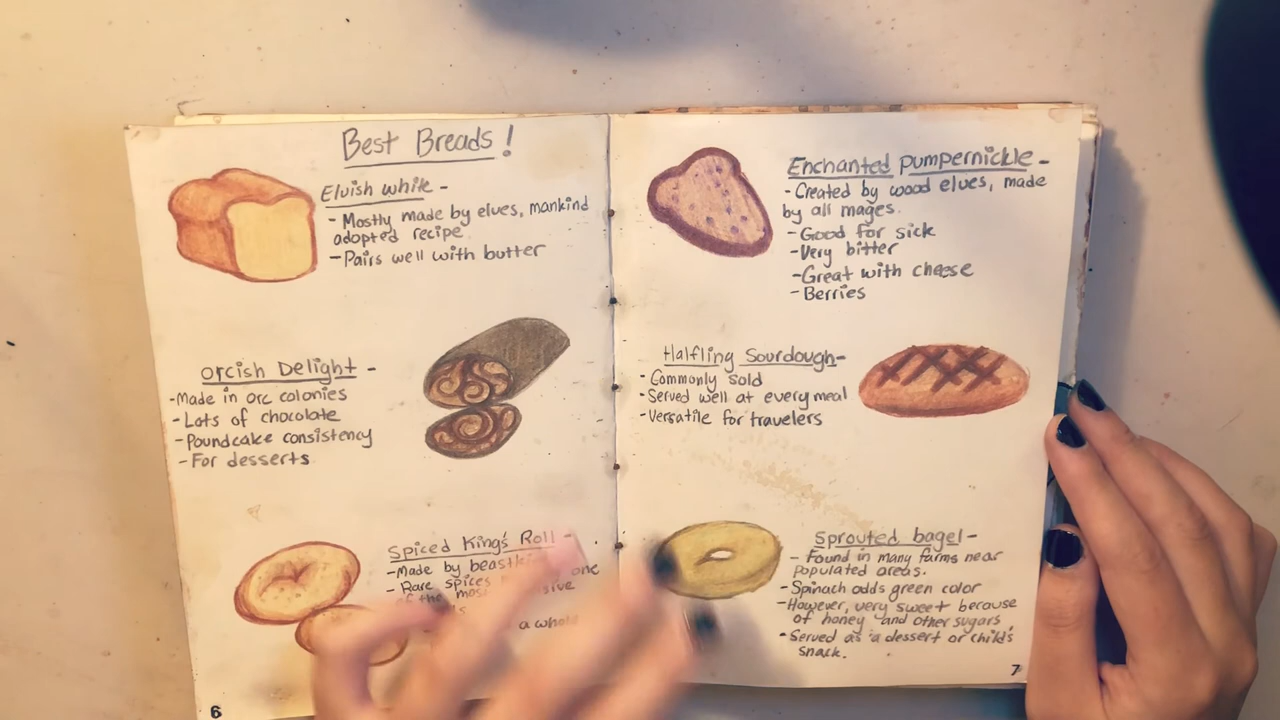 Best Breads!
Elvish white -
- Mostly made by elves, mankind
adopted recipe
- Pairs well with butter
Orcish Delight -
- Made in orc colonies
- Lots of chocolate
- Poundcake consistency
- For desserts
Spiced King's Roll -
- Made by
- Rare spices one
of the most
a whole
6
Enchanted pumpernickle -
- Created by wood elves, made
by all mages.
- Good for sick
- Very bitter
- Great with cheese
- Berries
Halfling Sourdough -
- Commonly sold
- Served well at every meal
- Versatile for travelers
Sprouted bagel -
- Found in many farms near
populated areas.
- Spinach adds green color
- However, very sweet because
of honey and other sugars
- Served as a dessert or child's
snack.
7